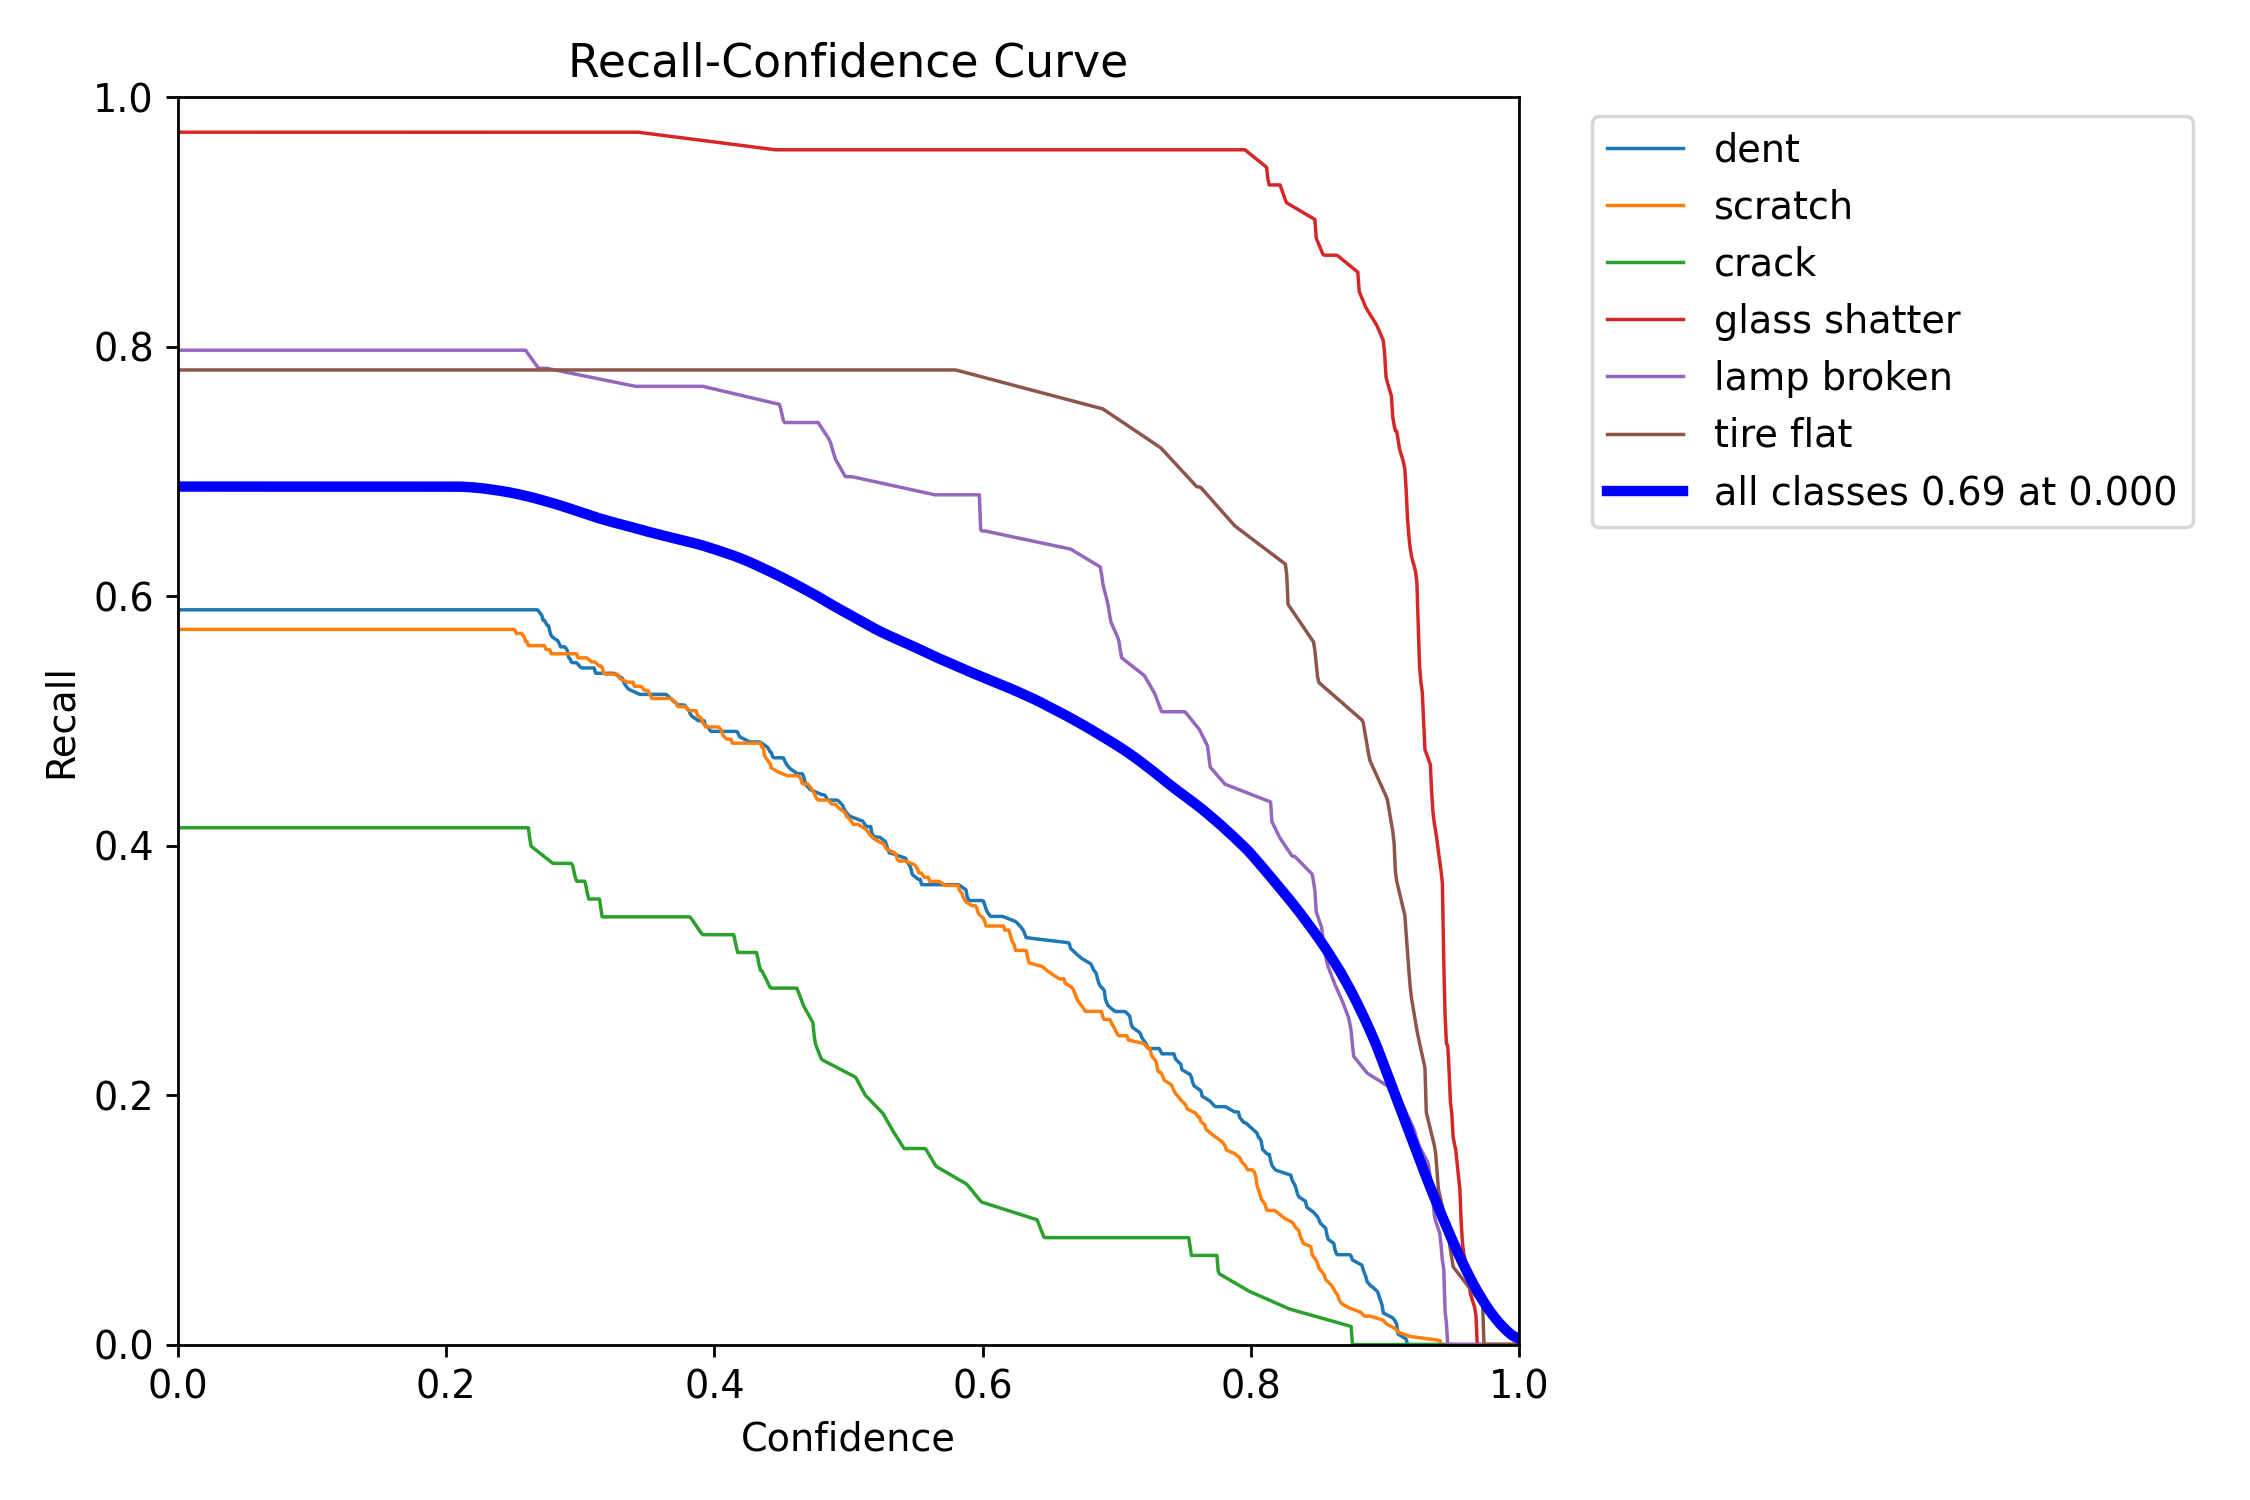 Recall-Confidence Curve
1.0
0.8
0.6
0.4
0.2
0.0
Recall
0.0 0.2 0.4 0.6 0.8 1.0
Confidence
dent
scratch
crack
glass shatter
lamp broken
tire flat
all classes 0.69 at 0.000